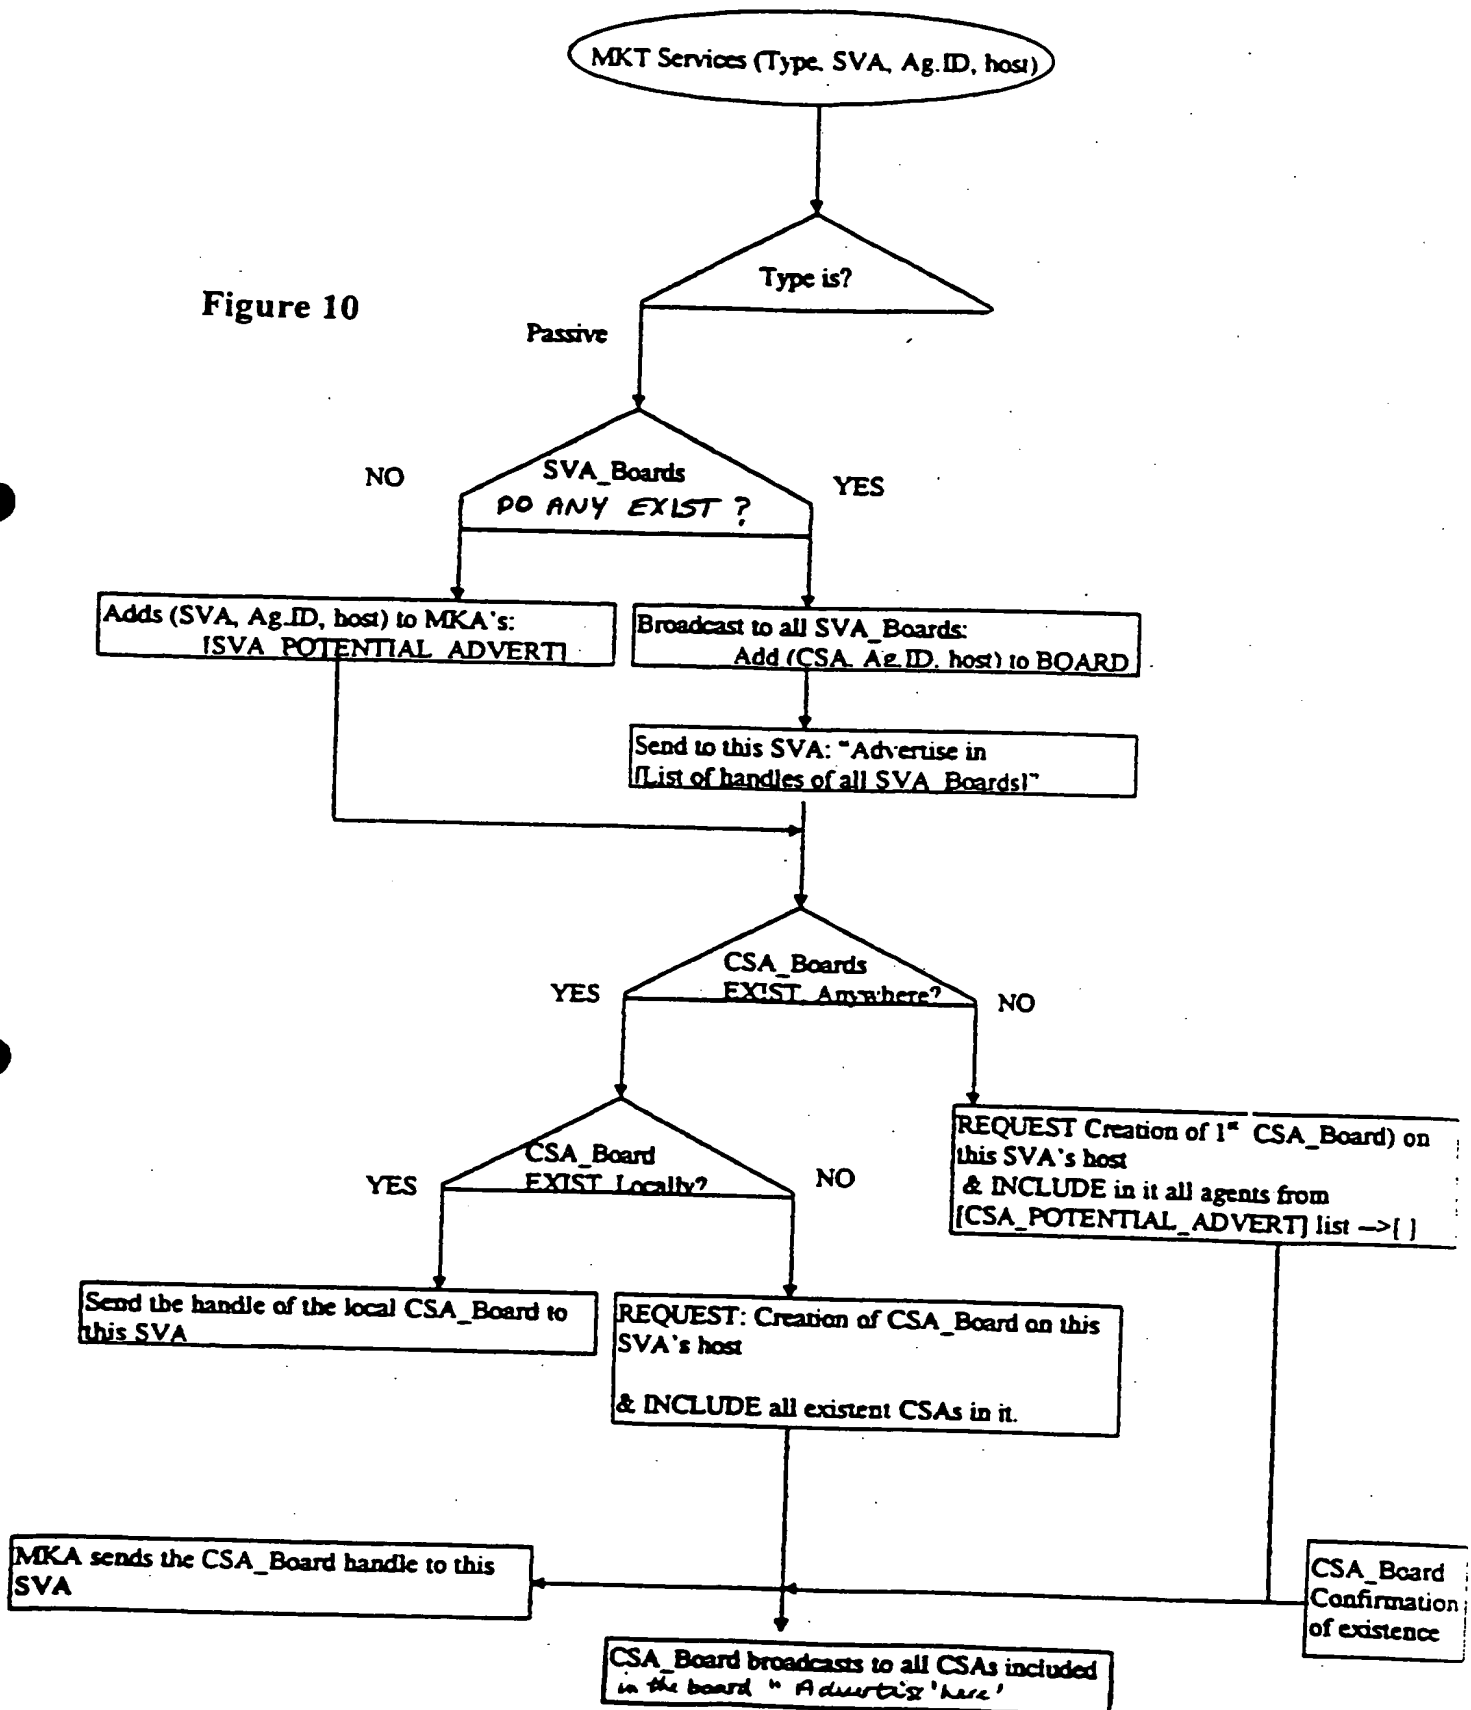 MKT Services (Type, SVA, Ag.ID, host)
Type is?
Figure 10
Passive
NO
SVA_Boards
DO ANY EXIST ?
YES
Adds (SVA, Ag.ID, host) to MKA's:
[SVA_POTENTIAL_ADVERT]
Broadcast to all SVA_Boards:
Add (CSA, Ag.ID, host) to BOARD
Send to this SVA: "Advertise in
[List of handles of all SVA_Boards]"
CSA_Boards
EXIST Anywhere?
YES
NO
CSA_Board
EXIST Locally?
YES
NO
REQUEST Creation of 1st CSA_Board) on
this SVA's host
& INCLUDE in it all agents from
[CSA_POTENTIAL_ADVERT] list -->[ ]
Send the handle of the local CSA_Board to
this SVA
REQUEST: Creation of CSA_Board on this
SVA's host
& INCLUDE all existent CSAs in it.
MKA sends the CSA_Board handle to this
SVA
CSA_Board
Confirmation
of existence
CSA_Board broadcasts to all CSAs included
in the board " Advertise 'here'